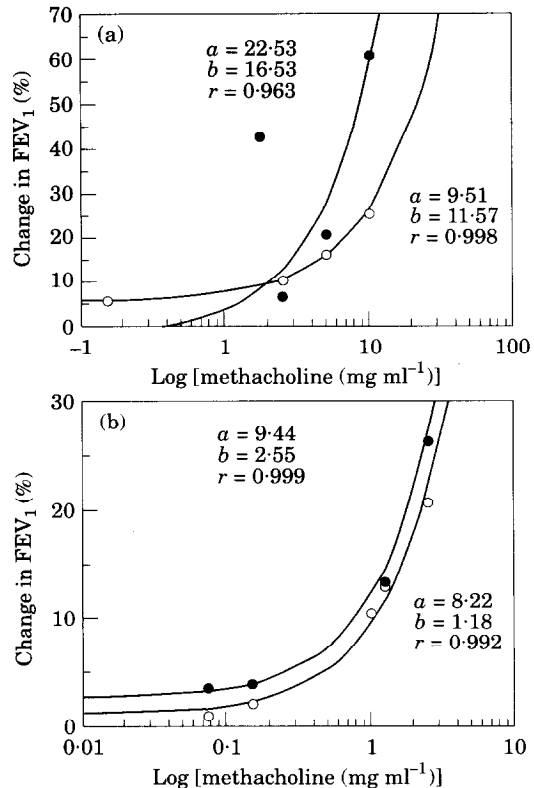 (a)
70
60
50
40
30
20
10
0
Change in FEV₁ (%)
a = 22·53
b = 16·53
r = 0·963
a = 9·51
b = 11·57
r = 0·998
−1
1
10
100
Log [methacholine (mg ml⁻¹)]
(b)
30
20
10
0
Change in FEV₁ (%)
a = 9·44
b = 2·55
r = 0·999
a = 8·22
b = 1·18
r = 0·992
0·01
0·1
1
10
Log [methacholine (mg ml⁻¹)]